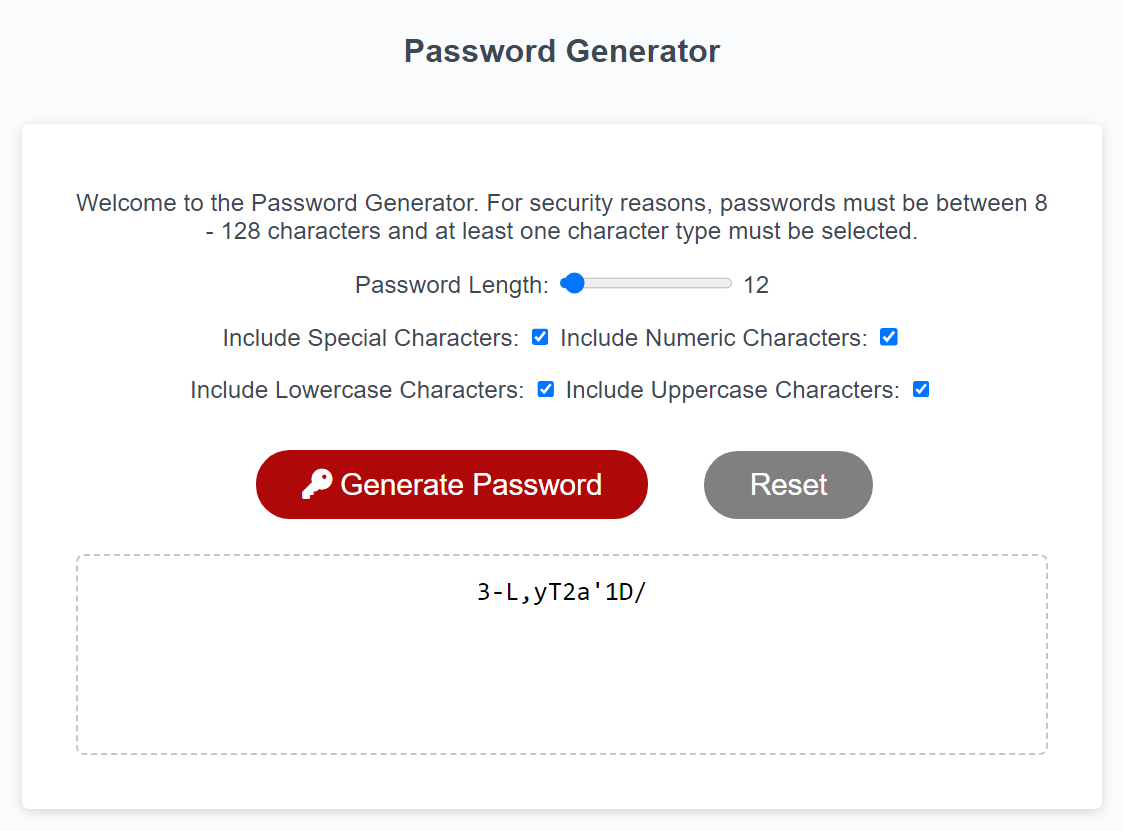 Password Generator
Welcome to the Password Generator. For security reasons, passwords must be between 8
- 128 characters and at least one character type must be selected.
Password Length: 12
Include Special Characters: Include Numeric Characters:
Include Lowercase Characters: Include Uppercase Characters:
Generate Password Reset
3-L,yT2a'1D/